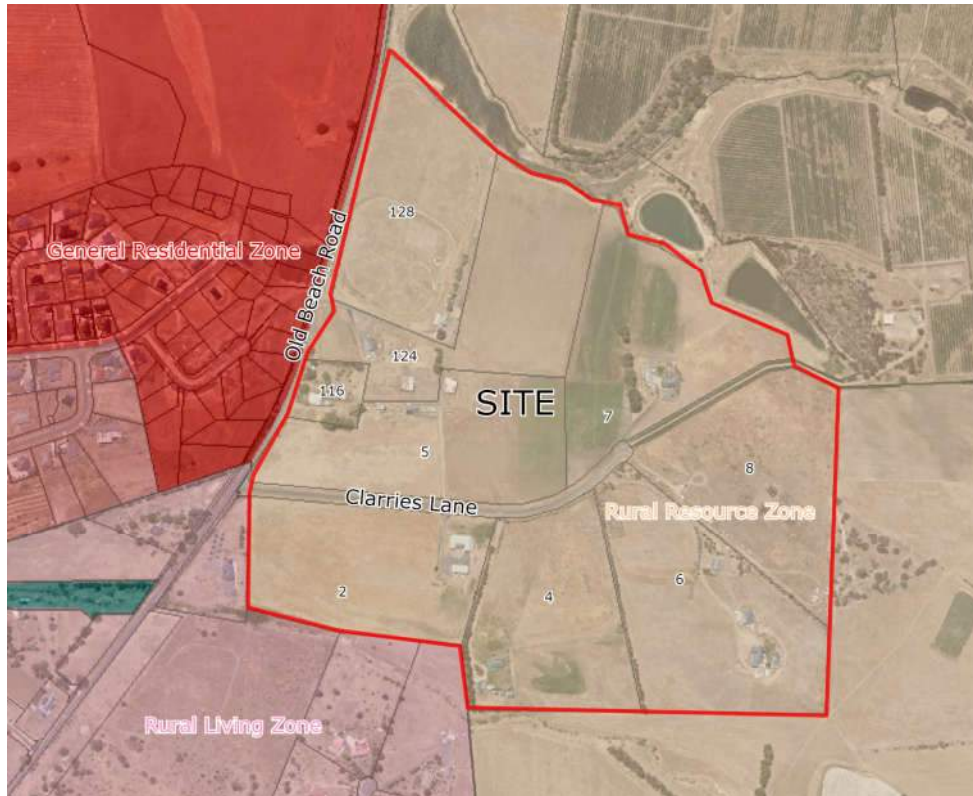 128
General Residential Zone
Old Beach Road
124
116
SITE
7
5
8
Clarries Lane
Rural Resource Zone
2
4
6
Rural Living Zone